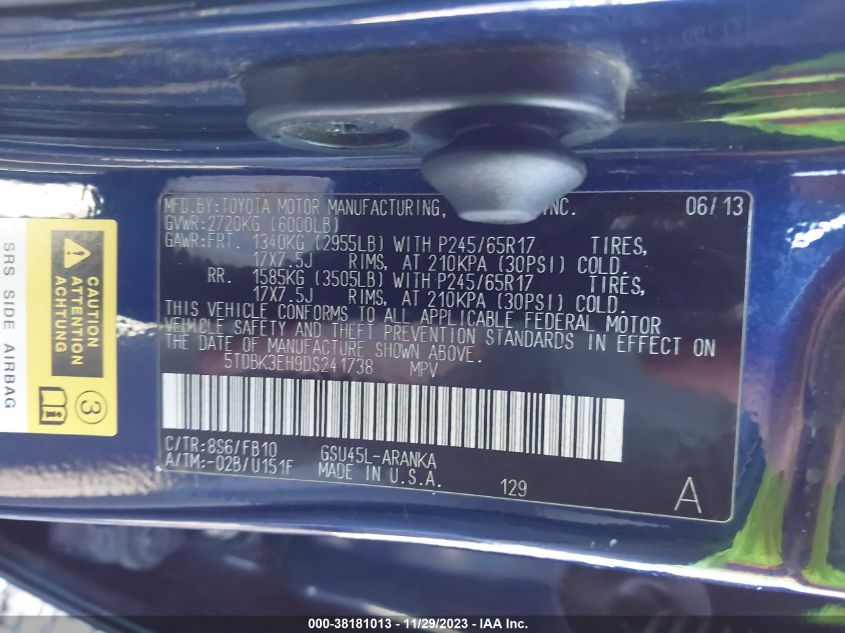 MFD.BY:TOYOTA MOTOR MANUFACTURING, INC. 06/13
GVWR:2720KG (6000LB)
GAWR:FRT. 1340KG (2955LB) WITH P245/65R17 TIRES,
17X7.5J RIMS, AT 210KPA (30PSI) COLD.
RR. 1585KG (3505LB) WITH P245/65R17 TIRES,
17X7.5J RIMS, AT 210KPA (30PSI) COLD.
THIS VEHICLE CONFORMS TO ALL APPLICABLE FEDERAL MOTOR
VEHICLE SAFETY AND THEFT PREVENTION STANDARDS IN EFFECT ON
THE DATE OF MANUFACTURE SHOWN ABOVE.
5TDBK3EH9DS241738 MPV
C/TR:8S6/FB10 GSU45L-ARANKA
A/TM:-02B/U151F MADE IN U.S.A.
129
A
SRS SIDE AIRBAG
CAUTION
ATTENTION
ACHTUNG
3
000-38181013 - 11/29/2023 - IAA Inc.